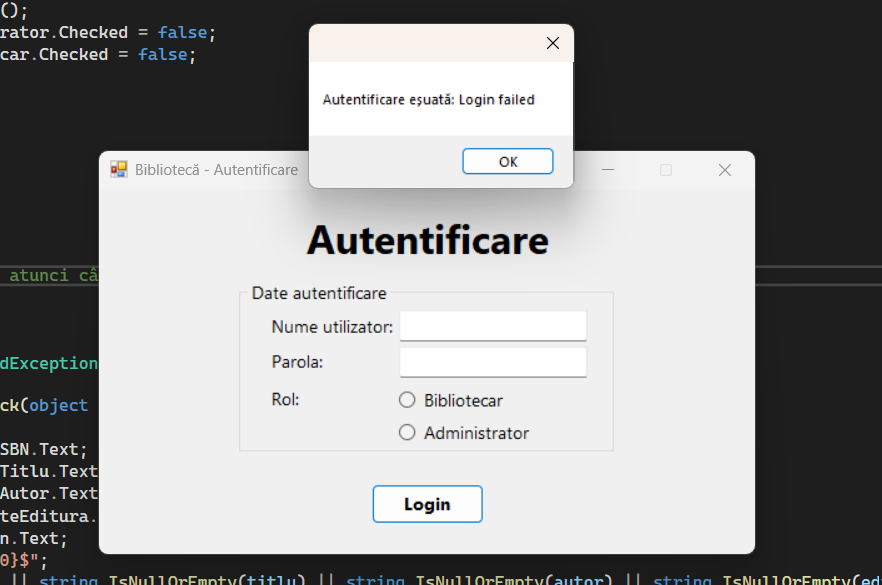 ();
rator.Checked = false;
car.Checked = false;
Autentificare eșuată: Login failed
OK
Bibliotecă - Autentificare
Autentificare
atunci câ
Date autentificare
Nume utilizator:
Parola:
Rol:
Bibliotecar
Administrator
Login
dException
ck(object
SBN.Text;
Titlu.Text
Autor.Text
teEditura.
n.Text;
0}$";
|| string.IsNullOrEmpty(titlu) || string.IsNullOrEmpty(autor) || string.IsNullOrEmpty(ed